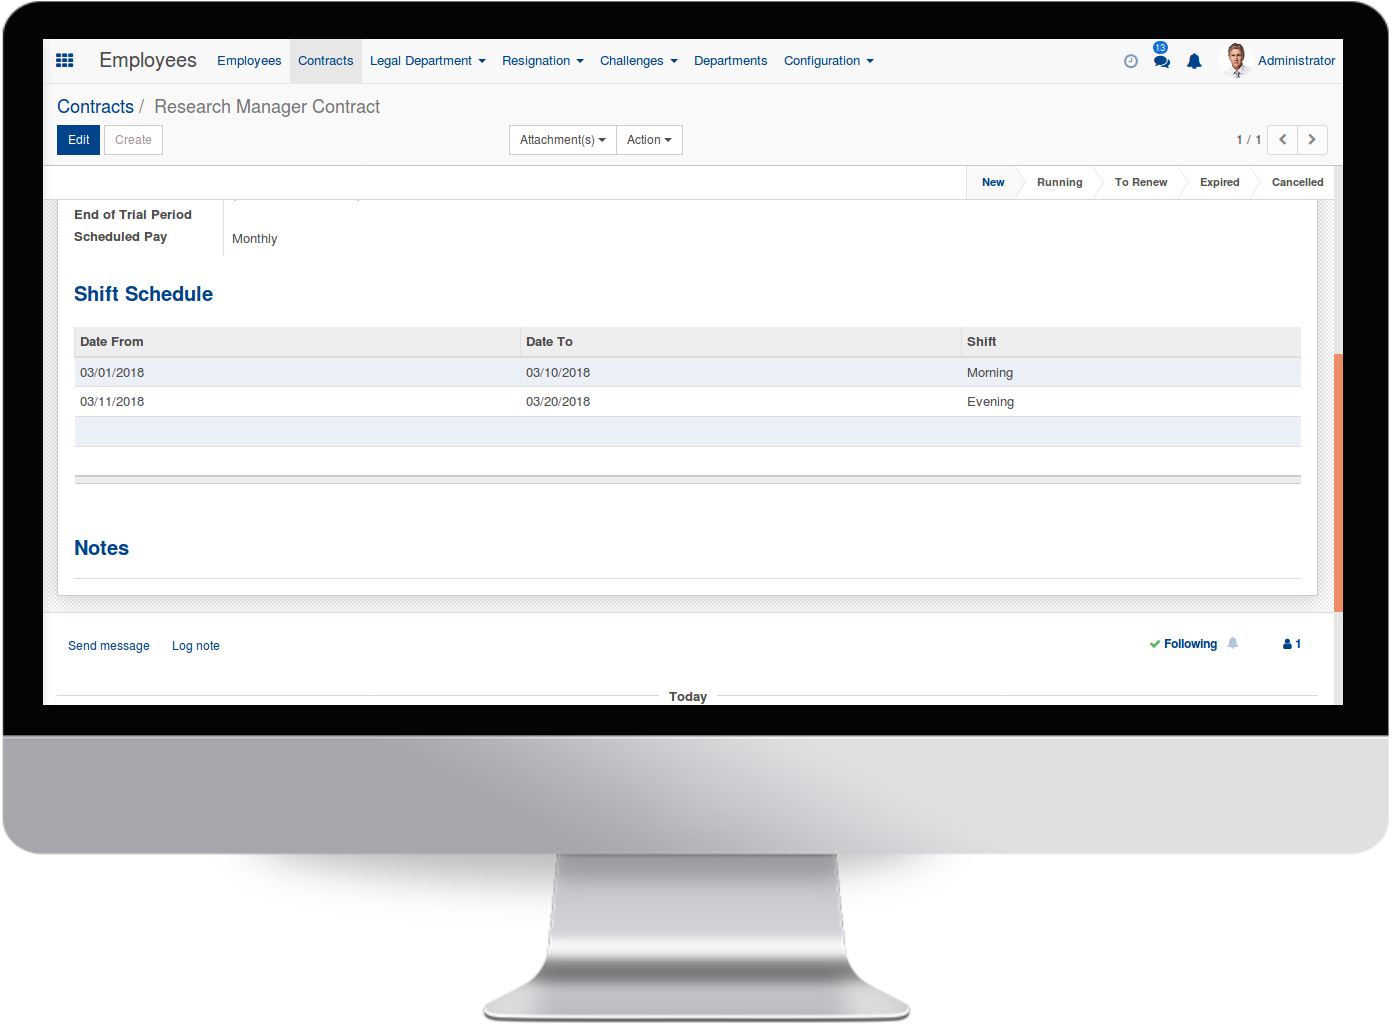 Employees Employees Contracts Legal Department Resignation Challenges Departments Configuration 13 Administrator
Contracts / Research Manager Contract
Edit Create Attachment(s) Action 1 / 1
New Running To Renew Expired Cancelled
End of Trial Period
Scheduled Pay Monthly
Shift Schedule
Date From Date To Shift
03/01/2018 03/10/2018 Morning
03/11/2018 03/20/2018 Evening
Notes
Send message Log note Following 1
Today